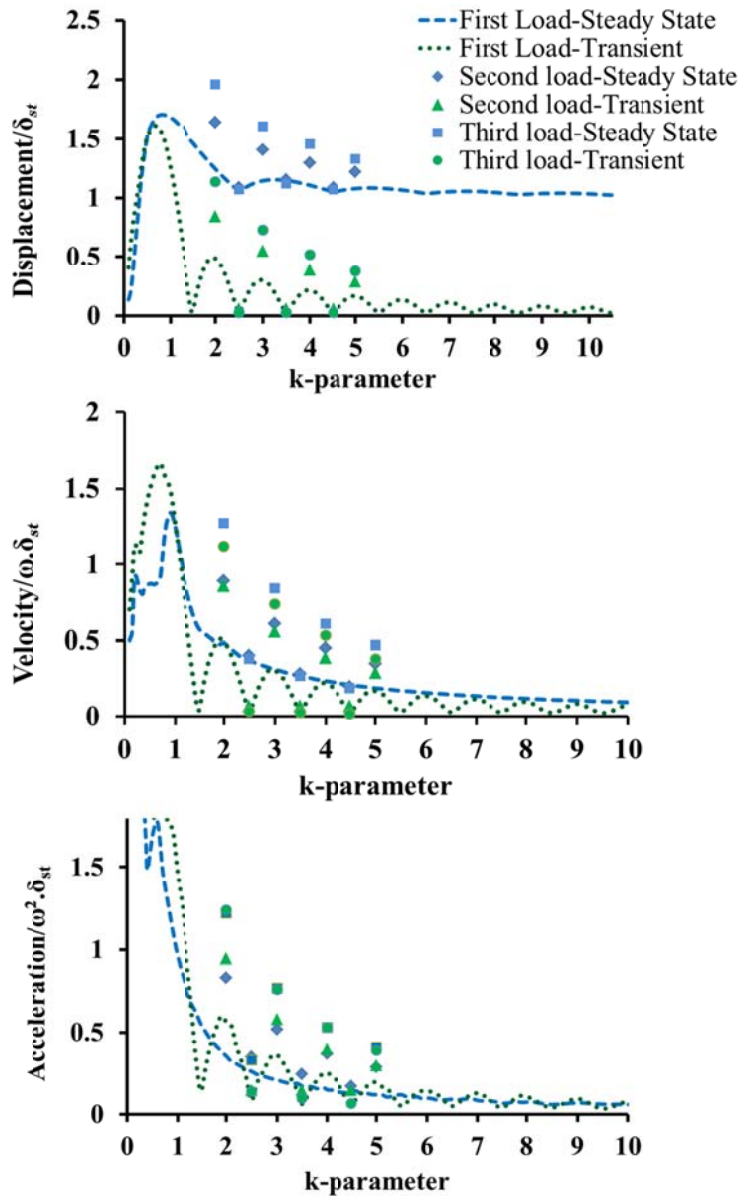 First Load-Steady State
First Load-Transient
Second load-Steady State
Second load-Transient
Third load-Steady State
Third load-Transient
Displacement/δst
2.5
2
1.5
1
0.5
0
0 1 2 3 4 5 6 7 8 9 10
k-parameter
Velocity/ω.δst
2
1.5
1
0.5
0
0 1 2 3 4 5 6 7 8 9 10
k-parameter
Acceleration/ω².δst
1.5
1
0.5
0
0 1 2 3 4 5 6 7 8 9 10
k-parameter